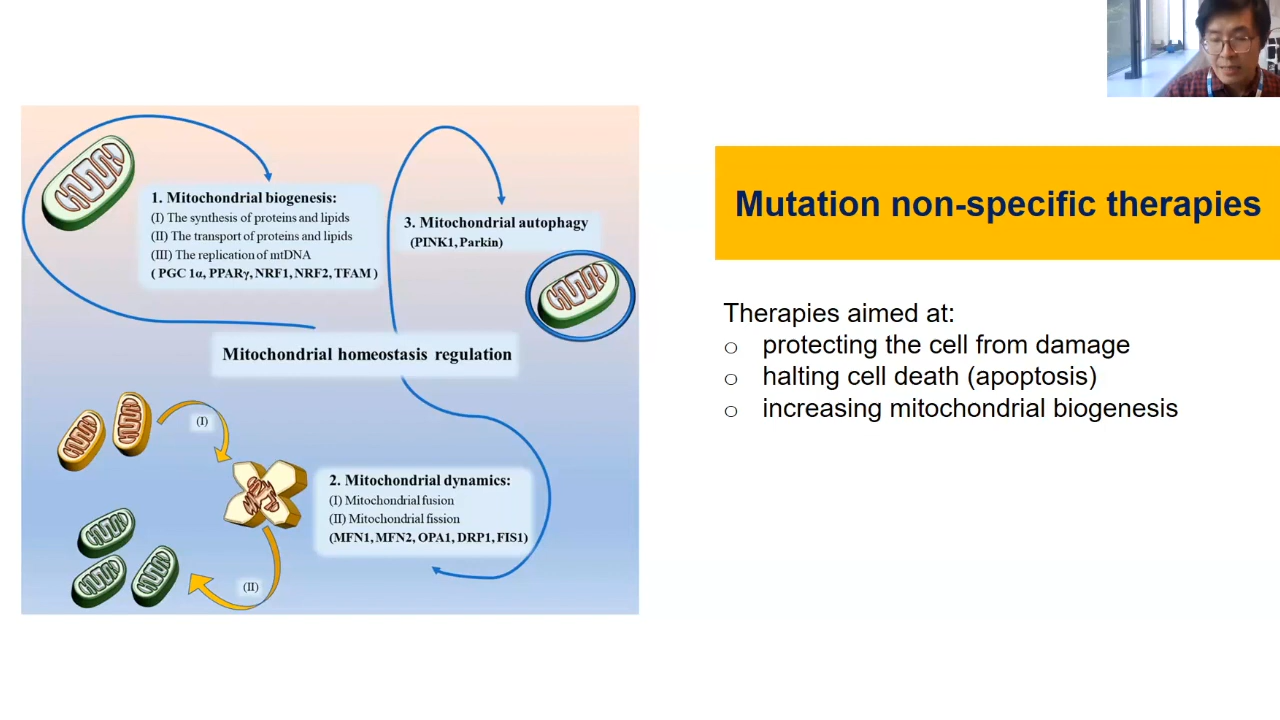 1. Mitochondrial biogenesis:
(I) The synthesis of proteins and lipids
(II) The transport of proteins and lipids
(III) The replication of mtDNA
( PGC 1α, PPARγ, NRF1, NRF2, TFAM )
3. Mitochondrial autophagy
(PINK1, Parkin)
Mitochondrial homeostasis regulation
(I)
2. Mitochondrial dynamics:
(I) Mitochondrial fusion
(II) Mitochondrial fission
(MFN1, MFN2, OPA1, DRP1, FIS1)
(II)
Mutation non-specific therapies
Therapies aimed at:
o protecting the cell from damage
o halting cell death (apoptosis)
o increasing mitochondrial biogenesis